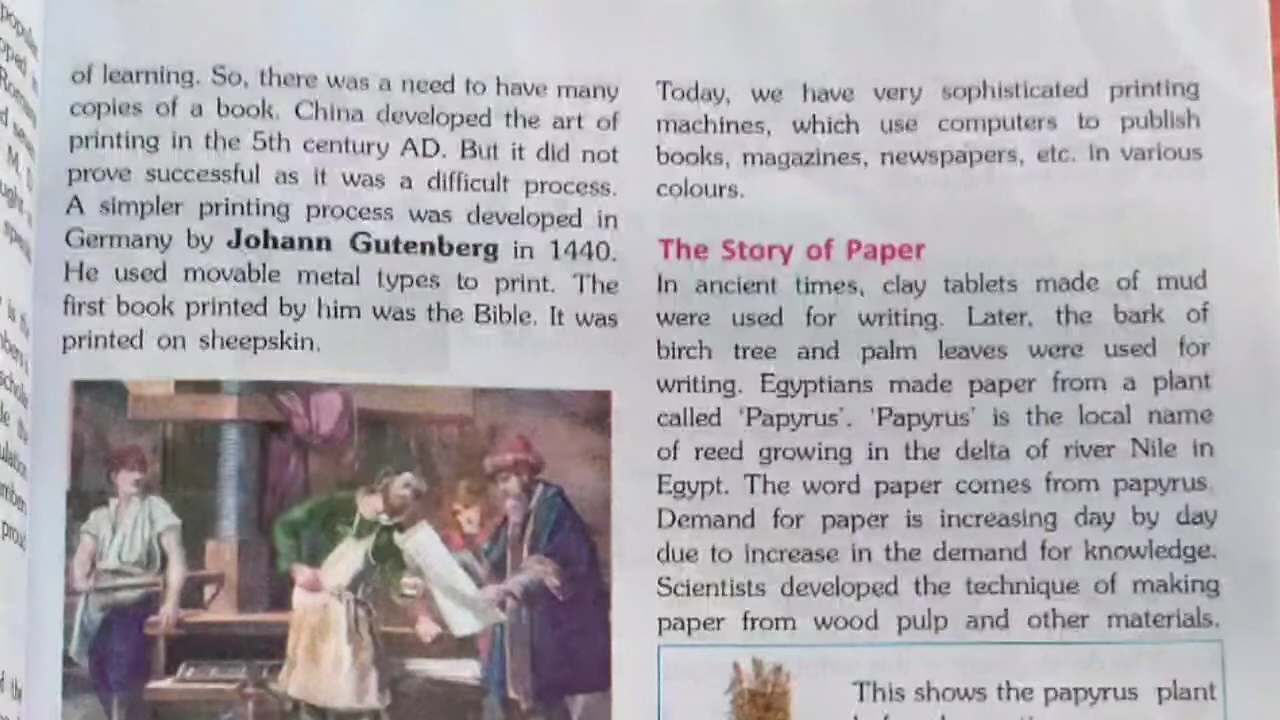 of learning. So, there was a need to have many
copies of a book. China developed the art of
printing in the 5th century AD. But it did not
prove successful as it was a difficult process.
A simpler printing process was developed in
Germany by Johann Gutenberg in 1440.
He used movable metal types to print. The
first book printed by him was the Bible. It was
printed on sheepskin.
Today, we have very sophisticated printing
machines, which use computers to publish
books, magazines, newspapers, etc. in various
colours.
The Story of Paper
In ancient times, clay tablets made of mud
were used for writing. Later, the bark of
birch tree and palm leaves were used for
writing. Egyptians made paper from a plant
called 'Papyrus'. 'Papyrus' is the local name
of reed growing in the delta of river Nile in
Egypt. The word paper comes from papyrus.
Demand for paper is increasing day by day
due to increase in the demand for knowledge.
Scientists developed the technique of making
paper from wood pulp and other materials.
This shows the papyrus plant